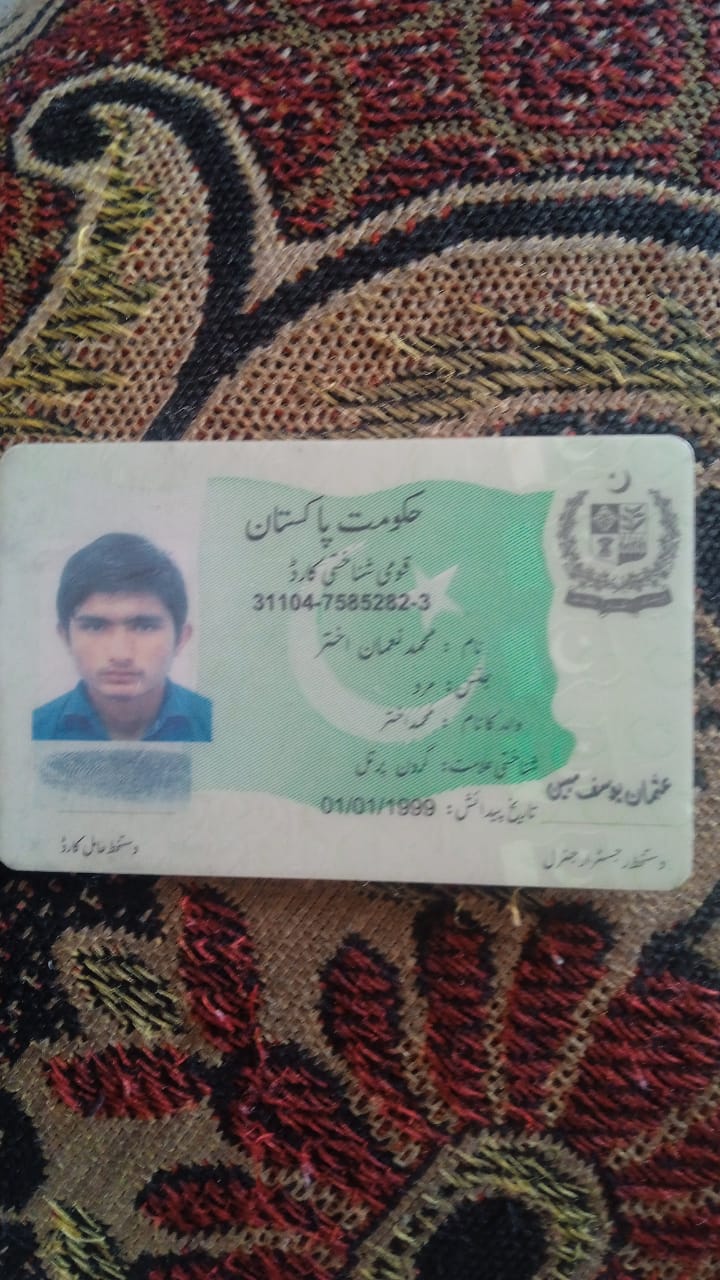 حکومت پاکستان
قومی شناختی کارڈ
31104-7585282-3
نام : محمد نعمان اختر
جنس: مرد
والد کا نام : محمد اختر
شناختی علامت: گردن پر تل
تاریخ پیدائش: 01/01/1999
عثمان یوسف مبین
دستخط حامل کارڈ
دستخط رجسٹرار جنرل